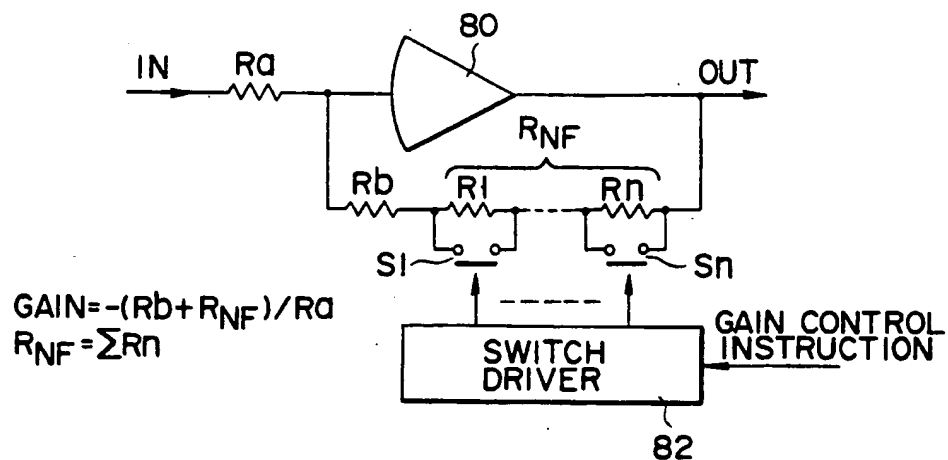 80
IN
Ra
OUT
RNF
Rb
R1
Rn
S1
Sn
GAIN=-(Rb+RNF)/Ra
RNF=ΣRn
SWITCH
DRIVER
GAIN CONTROL
INSTRUCTION
82